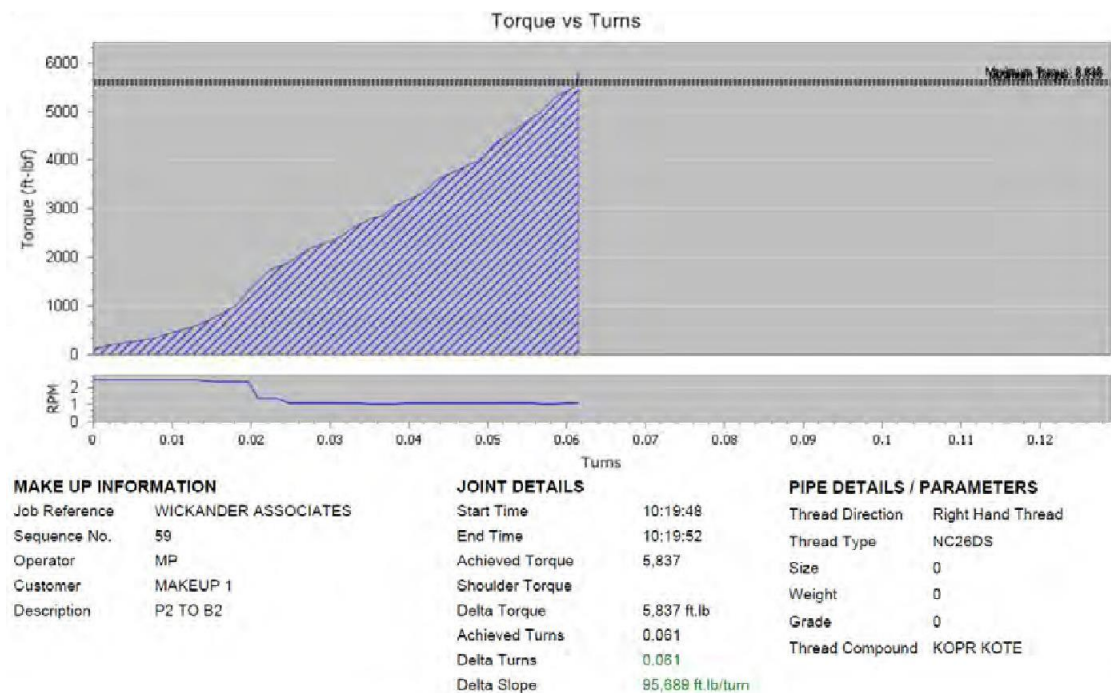 Torque vs Turns
6000
Maximum Torque:
5000
4000
3000
2000
1000
0
Torque (ft-lbf)
2
1
0
RPM
0 0.01 0.02 0.03 0.04 0.05 0.06 0.07 0.08 0.09 0.1 0.11 0.12
Turns
MAKE UP INFORMATION
Job Reference WICKANDER ASSOCIATES
Sequence No. 59
Operator MP
Customer MAKEUP 1
Description P2 TO B2
JOINT DETAILS
Start Time 10:19:48
End Time 10:19:52
Achieved Torque 5,837
Shoulder Torque
Delta Torque 5,837 ft.lb
Achieved Turns 0.061
Delta Turns 0.061
Delta Slope 95,689 ft.lb/turn
PIPE DETAILS / PARAMETERS
Thread Direction Right Hand Thread
Thread Type NC26DS
Size 0
Weight 0
Grade 0
Thread Compound KOPR KOTE